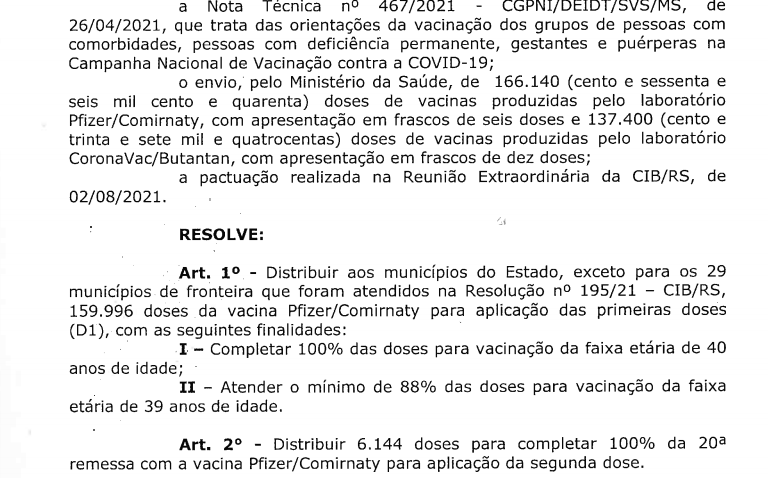 a Nota Técnica nº 467/2021 - CGPNI/DEIDT/SVS/MS, de
26/04/2021, que trata das orientações da vacinação dos grupos de pessoas com
comorbidades, pessoas com deficiência permanente, gestantes e puérperas na
Campanha Nacional de Vacinação contra a COVID-19;
o envio, pelo Ministério da Saúde, de 166.140 (cento e sessenta e
seis mil cento e quarenta) doses de vacinas produzidas pelo laboratório
Pfizer/Comirnaty, com apresentação em frascos de seis doses e 137.400 (cento e
trinta e sete mil e quatrocentas) doses de vacinas produzidas pelo laboratório
CoronaVac/Butantan, com apresentação em frascos de dez doses;
a pactuação realizada na Reunião Extraordinária da CIB/RS, de
02/08/2021.
RESOLVE:
Art. 1º - Distribuir aos municípios do Estado, exceto para os 29
municípios de fronteira que foram atendidos na Resolução nº 195/21 – CIB/RS,
159.996 doses da vacina Pfizer/Comirnaty para aplicação das primeiras doses
(D1), com as seguintes finalidades:
I – Completar 100% das doses para vacinação da faixa etária de 40
anos de idade;
II – Atender o mínimo de 88% das doses para vacinação da faixa
etária de 39 anos de idade.
Art. 2º - Distribuir 6.144 doses para completar 100% da 20ª
remessa com a vacina Pfizer/Comirnaty para aplicação da segunda dose.